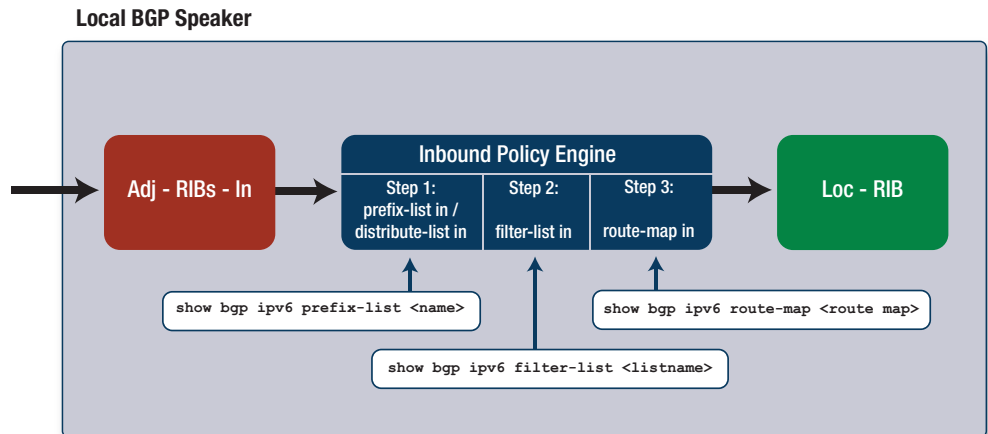 Local BGP Speaker
Adj - RIBs - In
Inbound Policy Engine
Step 1:
prefix-list in /
distribute-list in
Step 2:
filter-list in
Step 3:
route-map in
Loc - RIB
show bgp ipv6 prefix-list <name>
show bgp ipv6 route-map <route map>
show bgp ipv6 filter-list <listname>